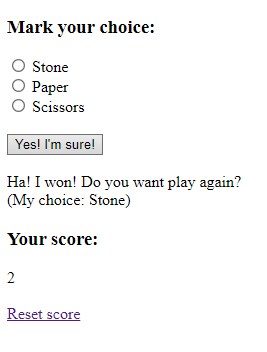 Mark your choice:
Stone
Paper
Scissors
Yes! I'm sure!
Ha! I won! Do you want play again?
(My choice: Stone)
Your score:
2
Reset score